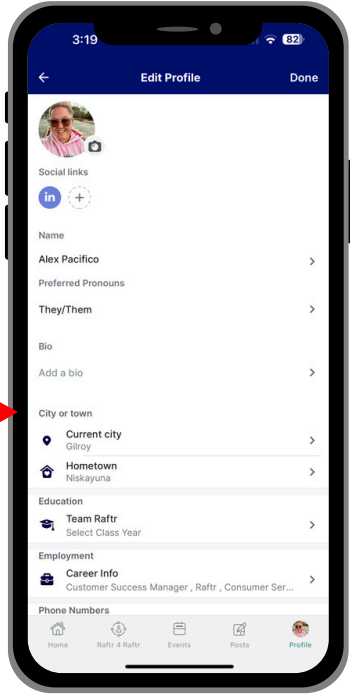 3:19
82
Edit Profile
Done
Social links
in
Name
Alex Pacifico
Preferred Pronouns
They/Them
Bio
Add a bio
City or town
Current city
Gilroy
Hometown
Niskayuna
Education
Team Raftr
Select Class Year
Employment
Career Info
Customer Success Manager , Raftr , Consumer Ser...
Phone Numbers
Home
Raftr 4 Raftr
Events
Posts
Profile